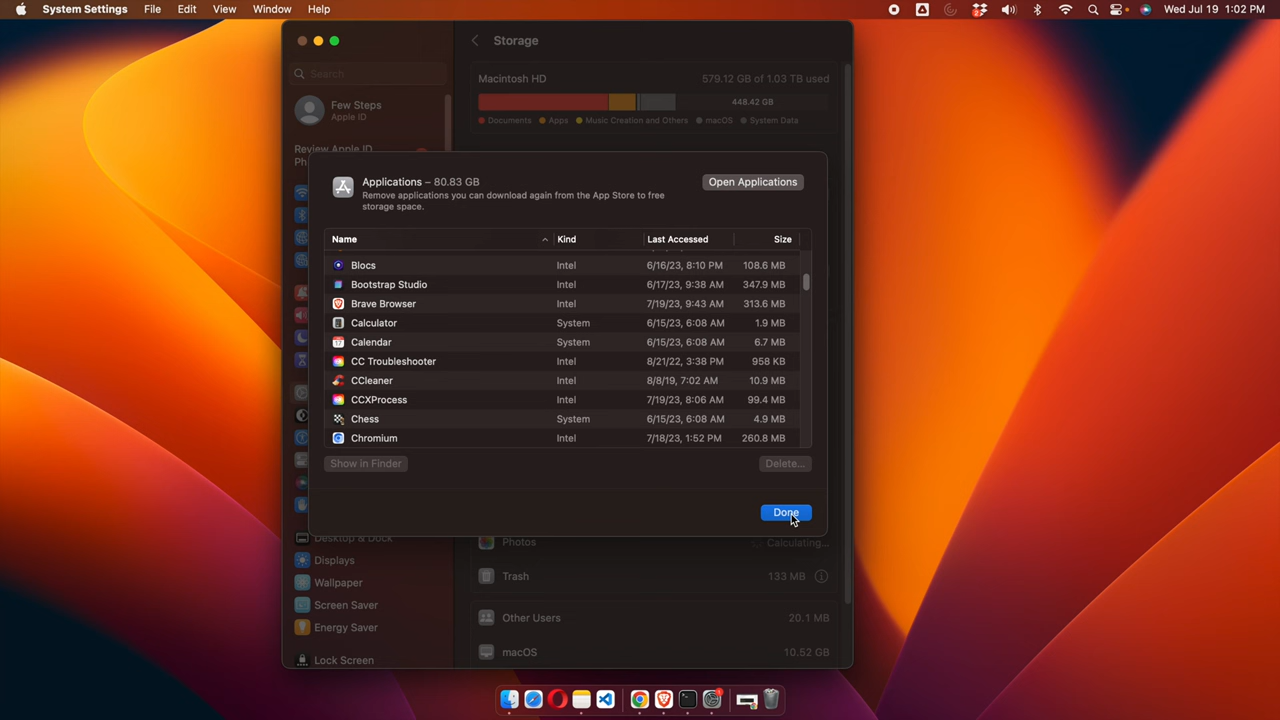 System Settings File Edit View Window Help Wed Jul 19 1:02 PM
Storage
Search
Macintosh HD 579.12 GB of 1.03 TB used
448.42 GB
Few Steps
Apple ID
Documents Apps Music Creation and Others macOS System Data
Review Apple ID
Ph
Applications – 80.83 GB
Open Applications
Remove applications you can download again from the App Store to free
storage space.
Name Kind Last Accessed Size
Blocs Intel 6/16/23, 8:10 PM 108.6 MB
Bootstrap Studio Intel 6/17/23, 9:38 AM 347.9 MB
Brave Browser Intel 7/19/23, 9:43 AM 313.6 MB
Calculator System 6/15/23, 6:08 AM 1.9 MB
Calendar System 6/15/23, 6:08 AM 6.7 MB
CC Troubleshooter Intel 8/21/22, 3:38 PM 958 KB
CCleaner Intel 8/8/19, 7:02 AM 10.9 MB
CCXProcess Intel 7/19/23, 8:06 AM 99.4 MB
Chess System 6/15/23, 6:08 AM 4.9 MB
Chromium Intel 7/18/23, 1:52 PM 260.8 MB
Show in Finder Delete...
Done
Desktop & Dock
Photos Calculating...
Displays
Trash 133 MB
Wallpaper
Screen Saver
Other Users 20.1 MB
Energy Saver
macOS 10.52 GB
Lock Screen